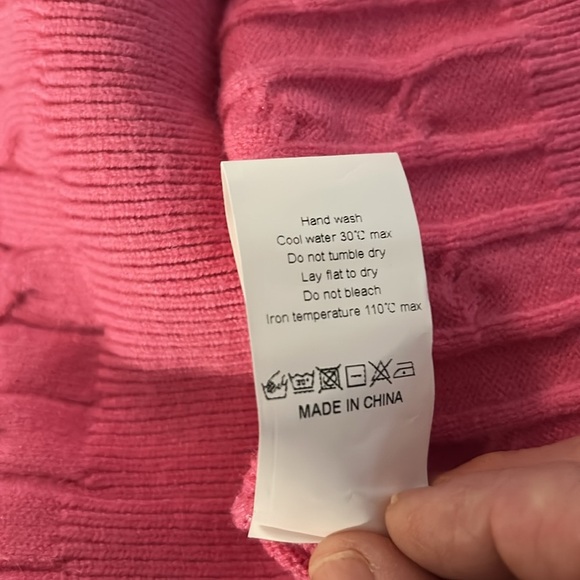 Hand wash
Cool water 30℃ max
Do not tumble dry
Lay flat to dry
Do not bleach
Iron temperature 110℃ max
30°
MADE IN CHINA